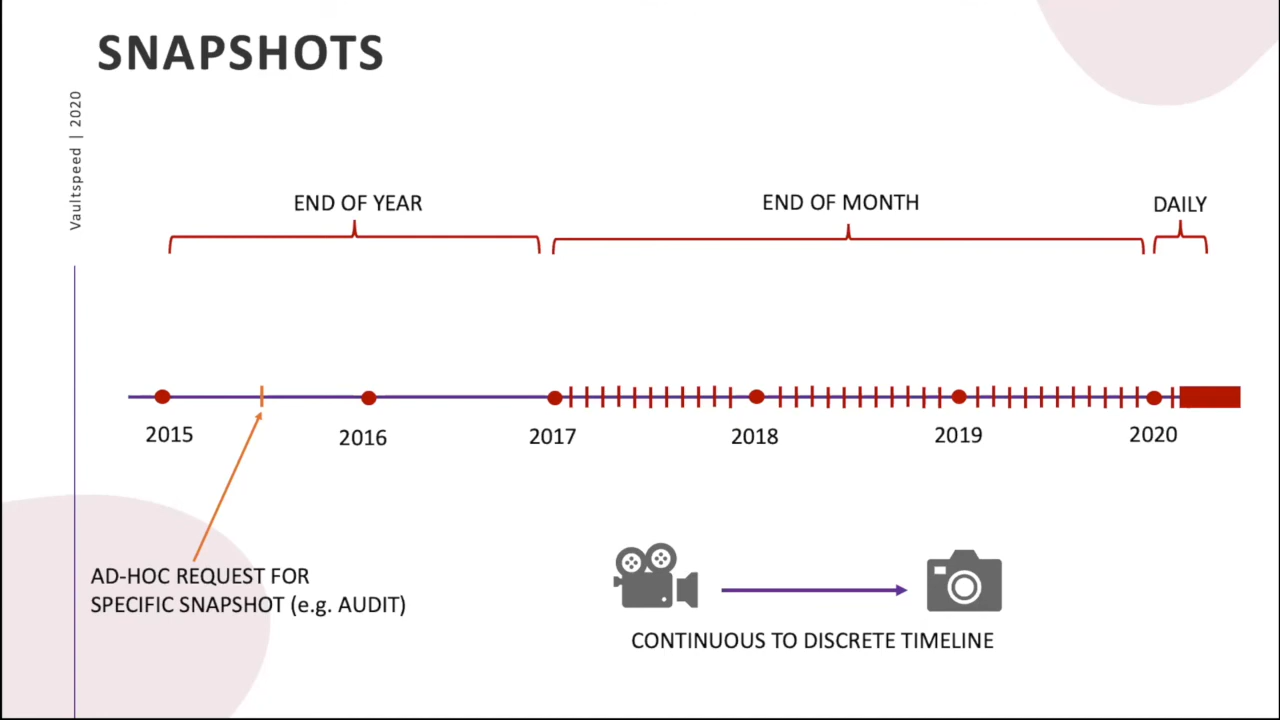 SNAPSHOTS
Vaultspeed | 2020
END OF YEAR
END OF MONTH
DAILY
2015
2016
2017
2018
2019
2020
AD-HOC REQUEST FOR
SPECIFIC SNAPSHOT (e.g. AUDIT)
CONTINUOUS TO DISCRETE TIMELINE